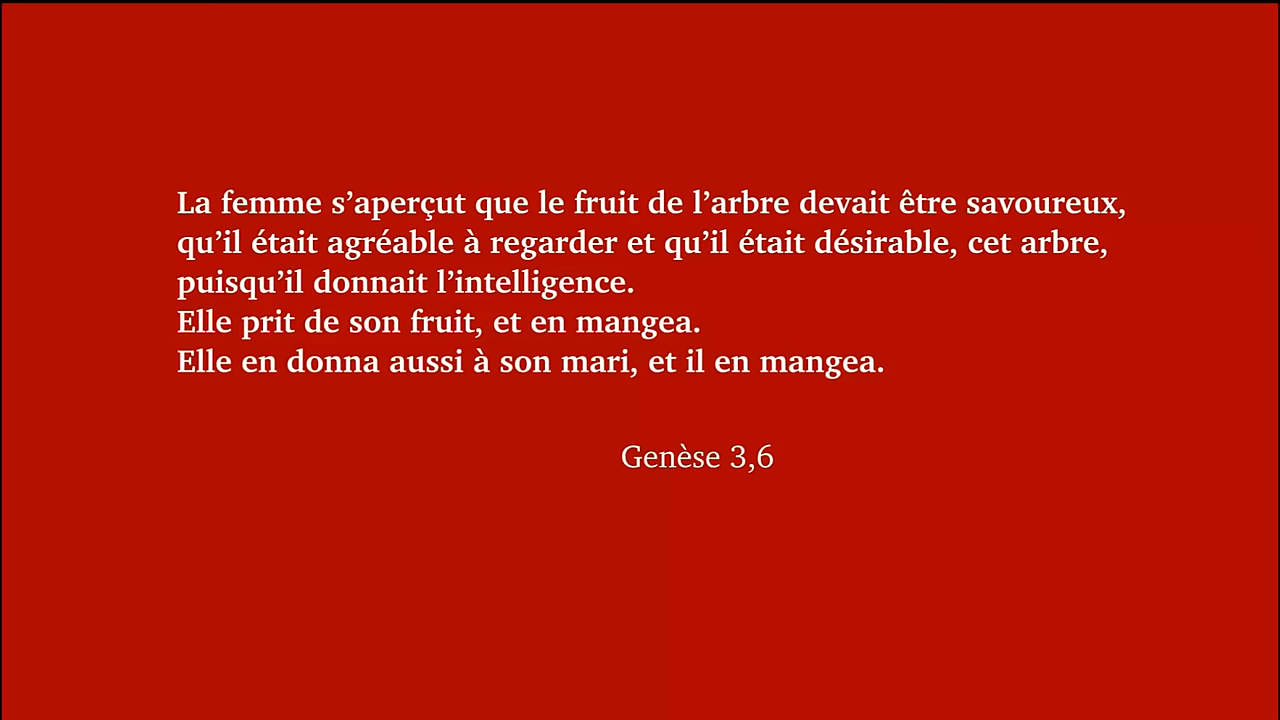 La femme s’aperçut que le fruit de l’arbre devait être savoureux,
qu’il était agréable à regarder et qu’il était désirable, cet arbre,
puisqu’il donnait l’intelligence.
Elle prit de son fruit, et en mangea.
Elle en donna aussi à son mari, et il en mangea.
Genèse 3,6